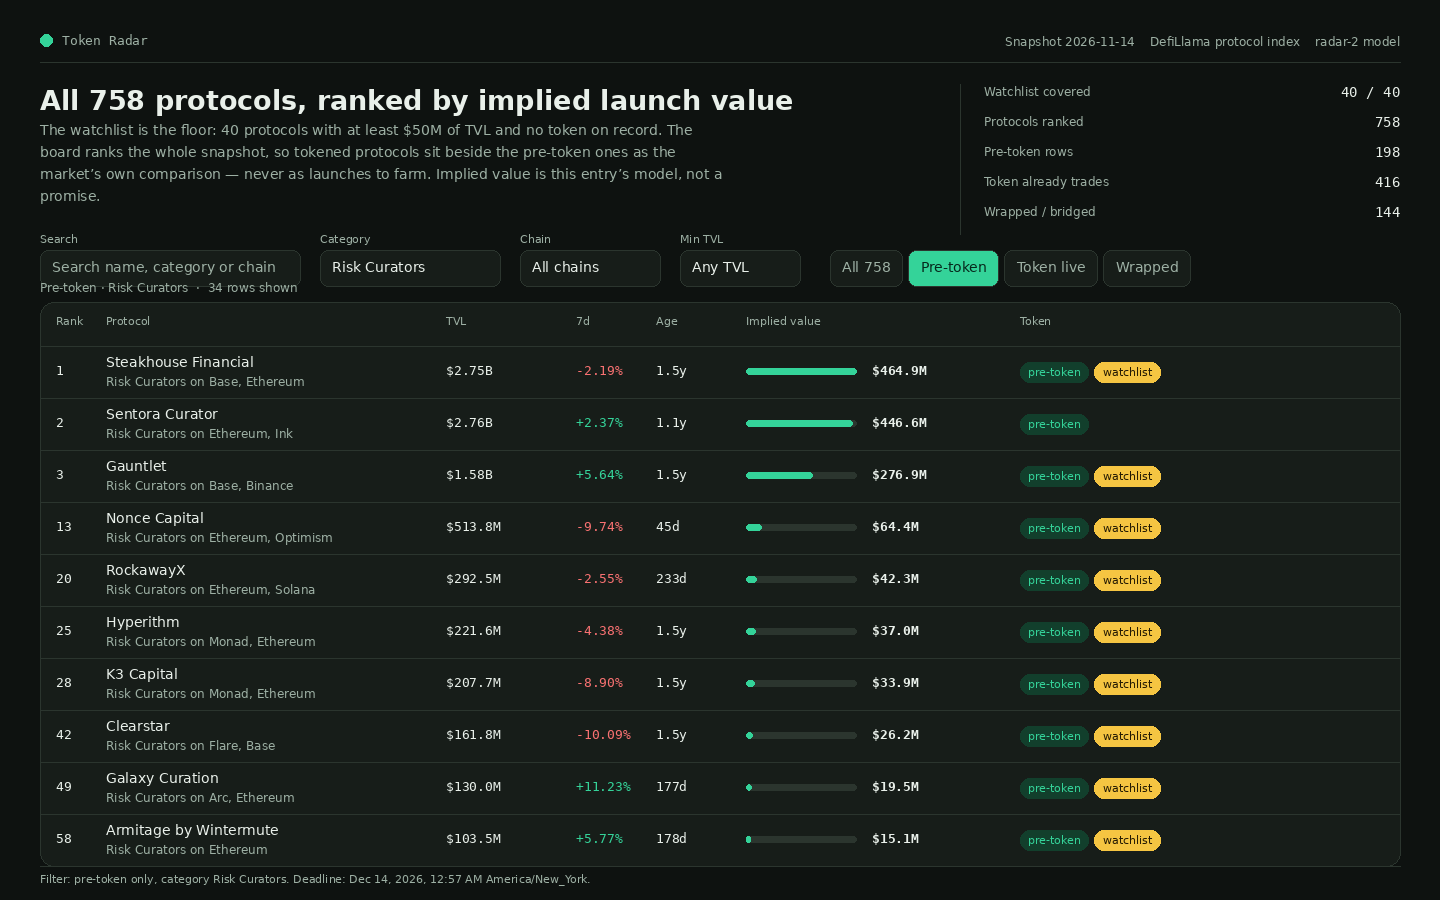 Token Radar
Snapshot 2026-11-14 DefiLlama protocol index radar-2 model
All 758 protocols, ranked by implied launch value
The watchlist is the floor: 40 protocols with at least $50M of TVL and no token on record. The
board ranks the whole snapshot, so tokened protocols sit beside the pre-token ones as the
market’s own comparison — never as launches to farm. Implied value is this entry’s model, not a
promise.
Watchlist covered 40 / 40
Protocols ranked 758
Pre-token rows 198
Token already trades 416
Wrapped / bridged 144
Search Category Chain Min TVL
Search name, category or chain Risk Curators All chains Any TVL All 758 Pre-token Token live Wrapped
Pre-token · Risk Curators · 34 rows shown
Rank Protocol TVL 7d Age Implied value Token
1 Steakhouse Financial $2.75B -2.19% 1.5y $464.9M pre-token watchlist
Risk Curators on Base, Ethereum
2 Sentora Curator $2.76B +2.37% 1.1y $446.6M pre-token
Risk Curators on Ethereum, Ink
3 Gauntlet $1.58B +5.64% 1.5y $276.9M pre-token watchlist
Risk Curators on Base, Binance
13 Nonce Capital $513.8M -9.74% 45d $64.4M pre-token watchlist
Risk Curators on Ethereum, Optimism
20 RockawayX $292.5M -2.55% 233d $42.3M pre-token watchlist
Risk Curators on Ethereum, Solana
25 Hyperithm $221.6M -4.38% 1.5y $37.0M pre-token watchlist
Risk Curators on Monad, Ethereum
28 K3 Capital $207.7M -8.90% 1.5y $33.9M pre-token watchlist
Risk Curators on Monad, Ethereum
42 Clearstar $161.8M -10.09% 1.5y $26.2M pre-token watchlist
Risk Curators on Flare, Base
49 Galaxy Curation $130.0M +11.23% 177d $19.5M pre-token watchlist
Risk Curators on Arc, Ethereum
58 Armitage by Wintermute $103.5M +5.77% 178d $15.1M pre-token watchlist
Risk Curators on Ethereum
Filter: pre-token only, category Risk Curators. Deadline: Dec 14, 2026, 12:57 AM America/New_York.